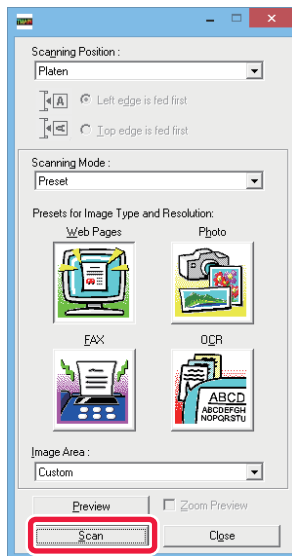 Scanning Position :
Platen
A Left edge is fed first
A Top edge is fed first
Scanning Mode :
Preset
Presets for Image Type and Resolution:
Web Pages Photo
FAX OCR
ABCD
ABCDEFGH
NOPQRSTU
Image Area :
Custom
Preview Zoom Preview
Scan Close